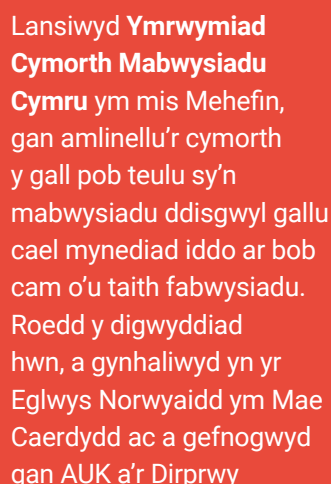 Lansiwyd Ymrwymiad
Cymorth Mabwysiadu
Cymru ym mis Mehefin,
gan amlinellu'r cymorth
y gall pob teulu sy'n
mabwysiadu ddisgwyl gallu
cael mynediad iddo ar bob
cam o'u taith fabwysiadu.
Roedd y digwyddiad
hwn, a gynhaliwyd yn yr
Eglwys Norwyaidd ym Mae
Caerdydd ac a gefnogwyd
gan AUK a'r Dirprwy